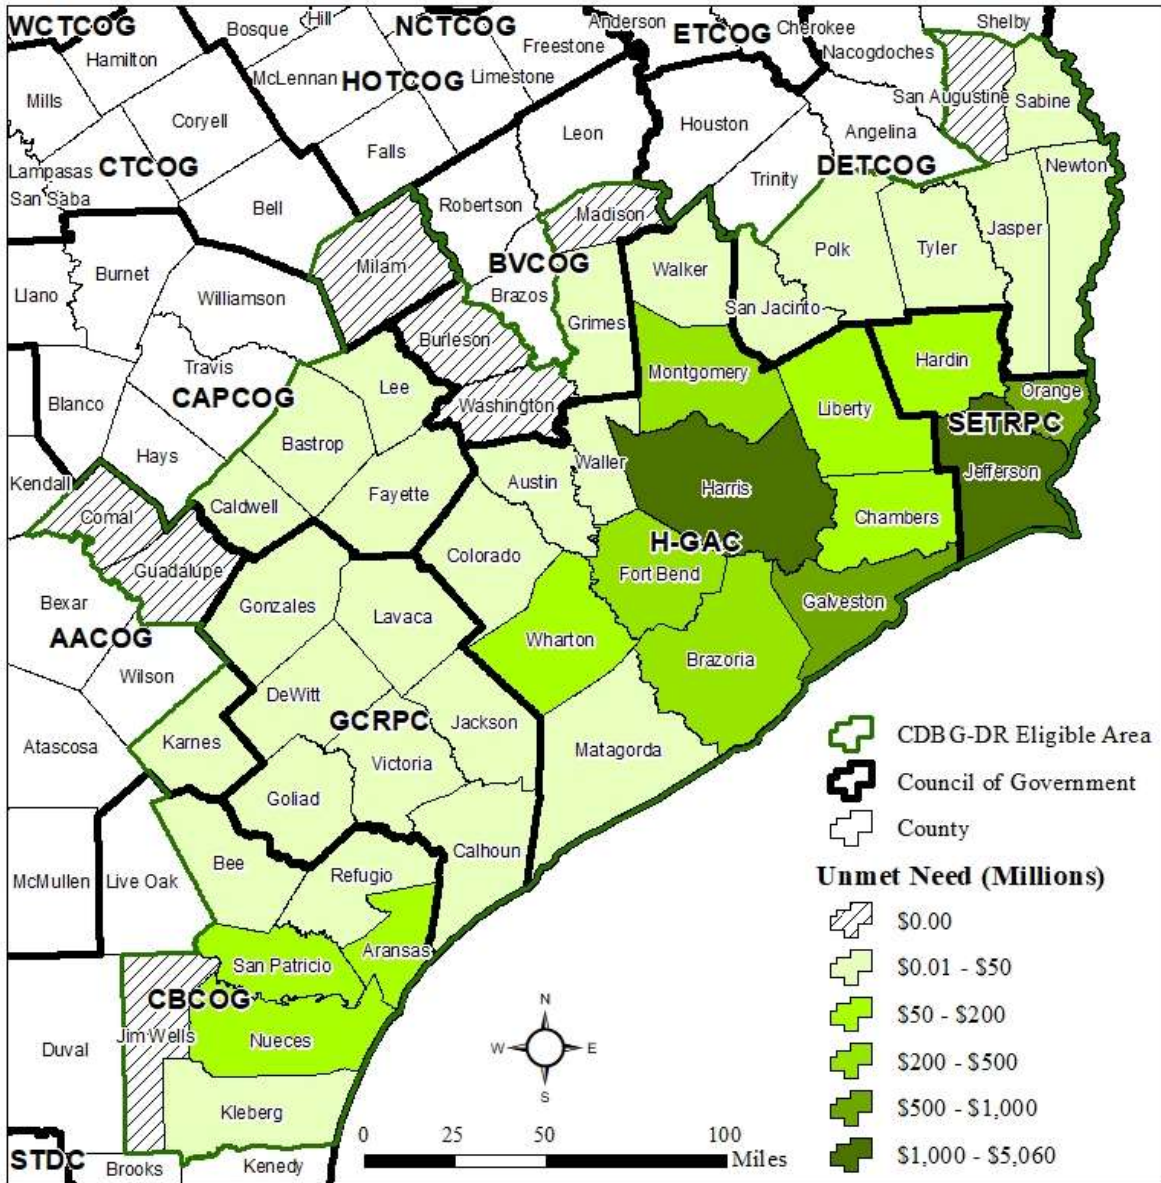 WCTCOG
Hill
Bosque
NCTCOG
Anderson
ETCOG
Cherokee
Shelby
Hamilton
McLennan
HOTCOG
Limestone
Freestone
Nacogdoches
San Augustine
Sabine
Mills
Coryell
Leon
Houston
Angelina
Lampasas
CTCOG
Falls
Trinity
DETCOG
Newton
San Saba
Bell
Robertson
Madison
Jasper
Burnet
Milam
BVCOG
Walker
Polk
Tyler
Llano
Williamson
Brazos
San Jacinto
Grimes
Burleson
Travis
CAPCOG
Lee
Montgomery
Hardin
Blanco
Washington
Liberty
Orange
SETRPC
Bastrop
Hays
Waller
Jefferson
Kendall
Fayette
Austin
Harris
Caldwell
Comal
Chambers
Colorado
H-GAC
Guadalupe
Fort Bend
Bexar
Gonzales
Lavaca
Galveston
AACOG
Wharton
Brazoria
Wilson
DeWitt
GCRPC
Jackson
Atascosa
Karnes
Victoria
Matagorda
Goliad
Calhoun
Bee
Refugio
McMullen
Live Oak
Aransas
San Patricio
CBCOG
Jim Wells
Nueces
Duval
Kleberg
STDC
Brooks
Kenedy
CDBG-DR Eligible Area
Council of Government
County
Unmet Need (Millions)
$0.00
$0.01 - $50
$50 - $200
$200 - $500
$500 - $1,000
$1,000 - $5,060
N
W E
S
0 25 50 100
Miles